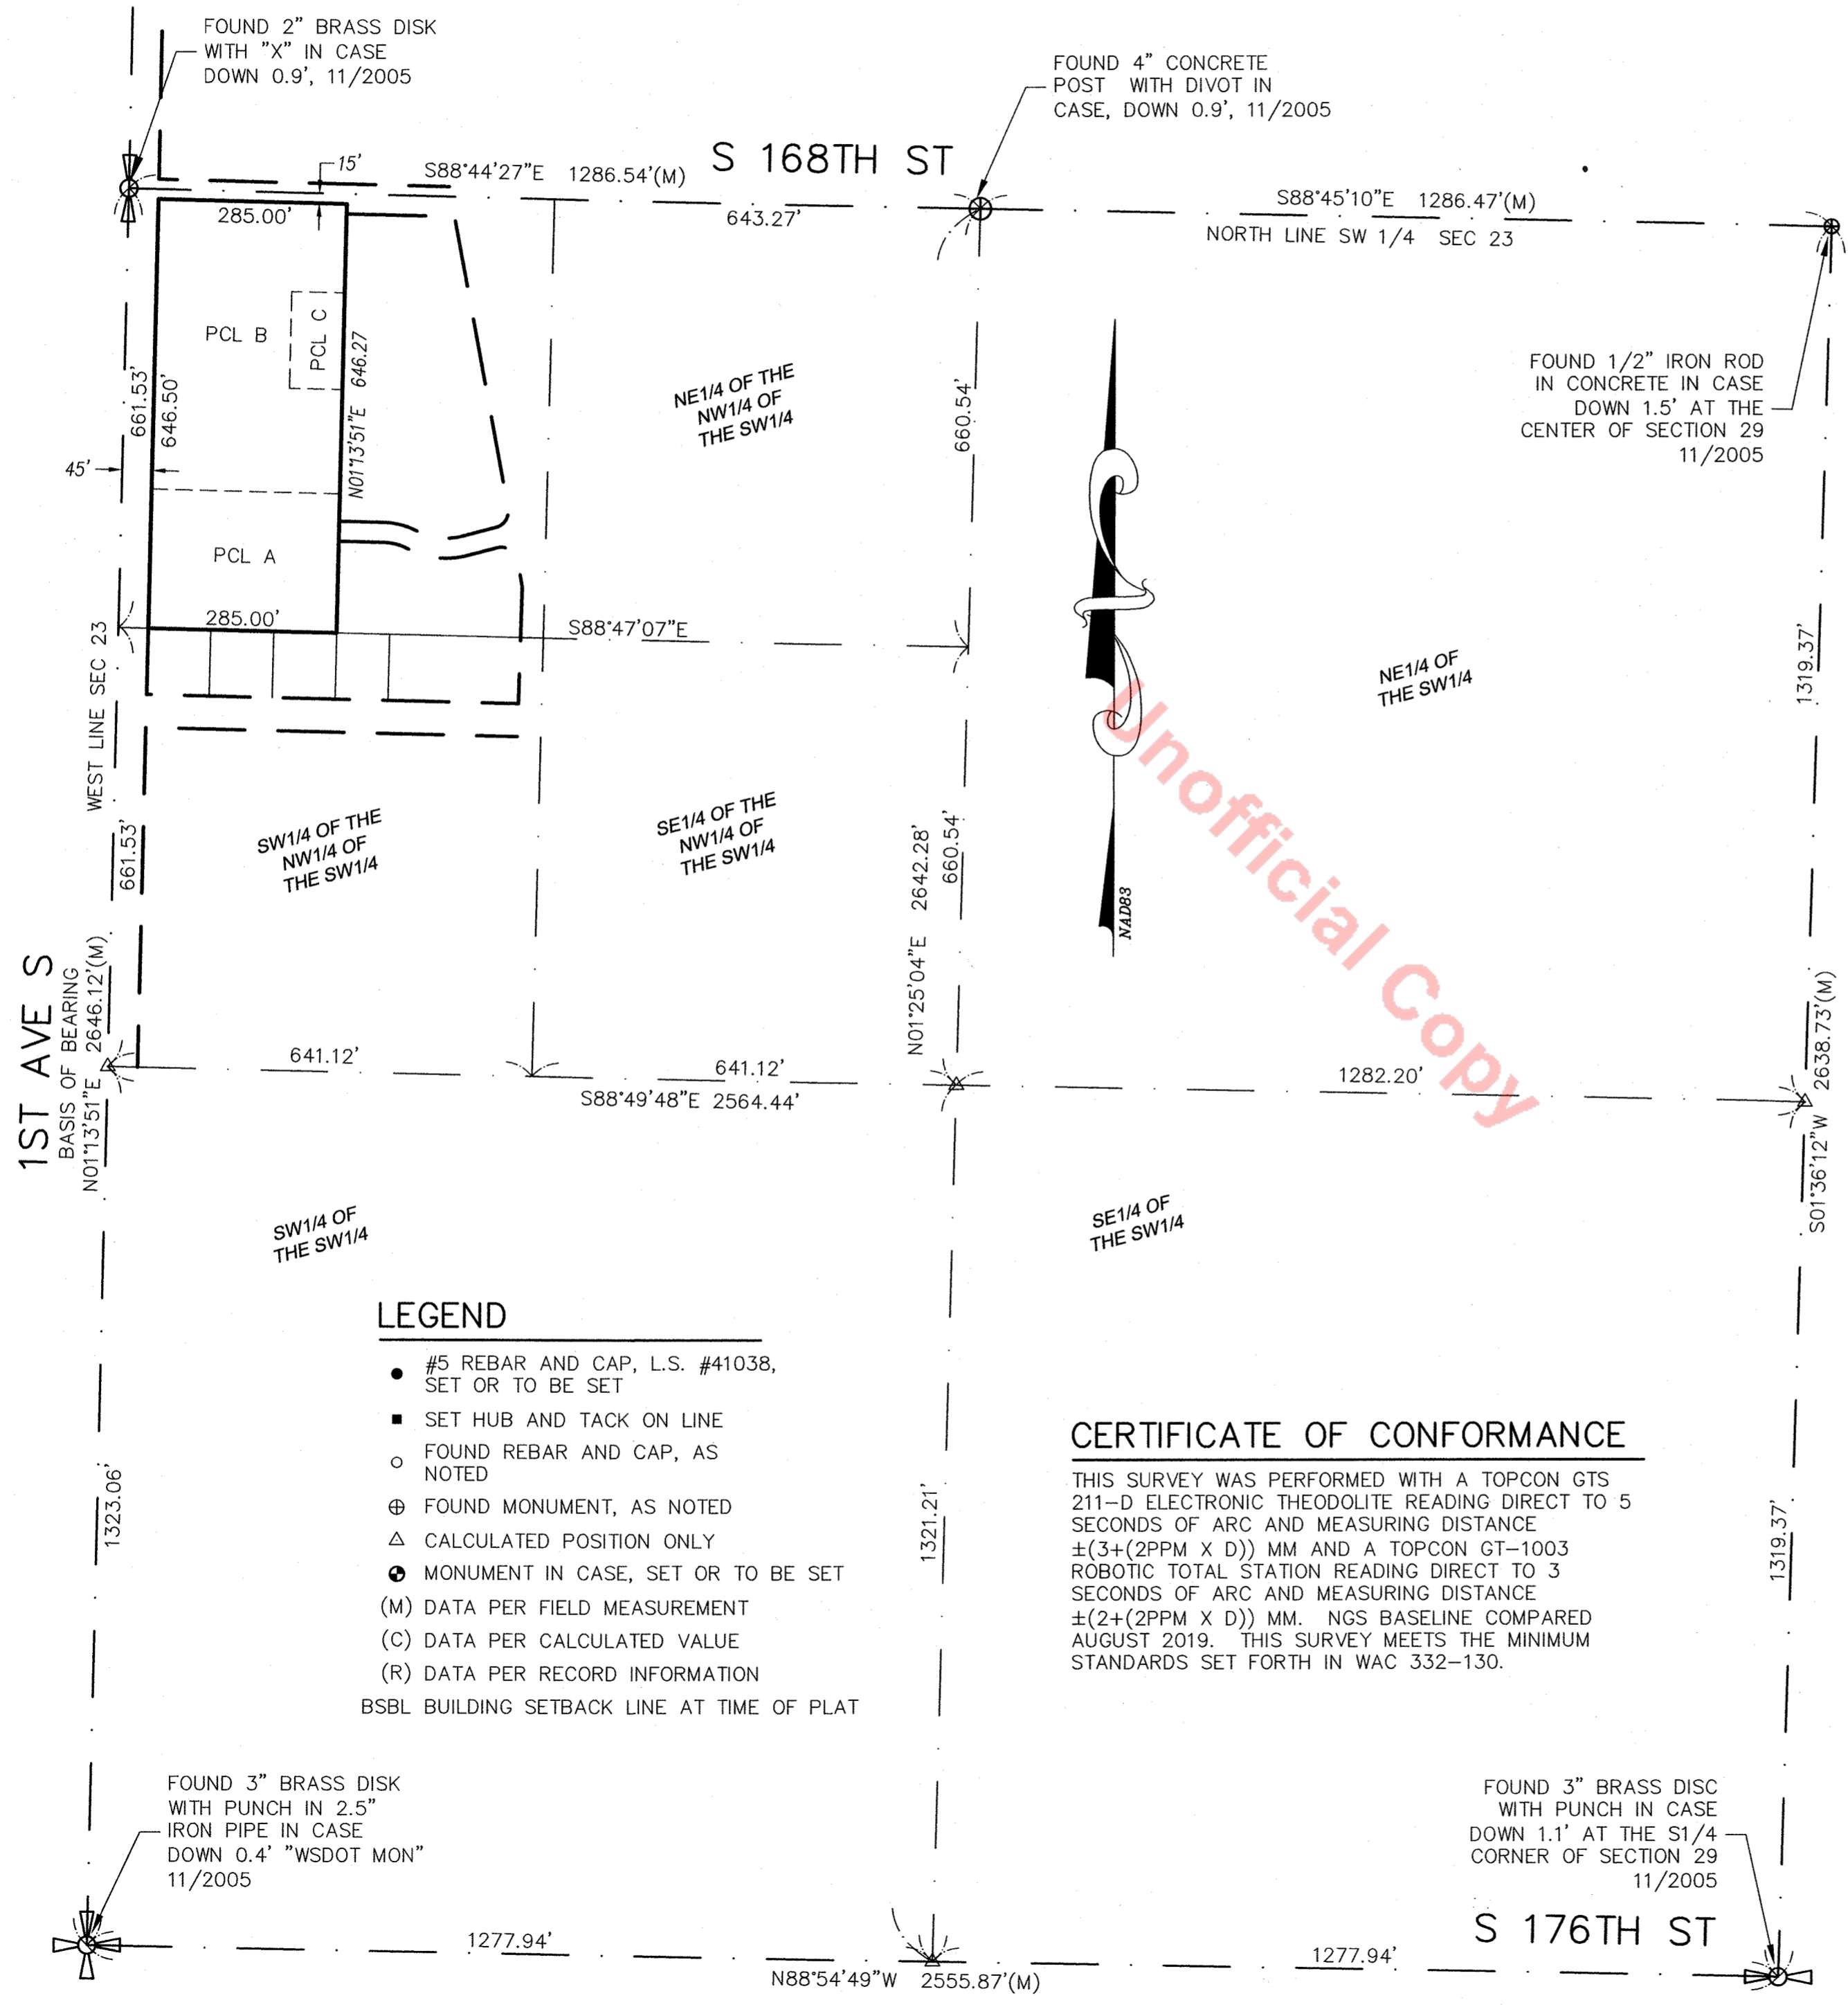 FOUND 2" BRASS DISK
WITH "X" IN CASE
DOWN 0.9', 11/2005
FOUND 4" CONCRETE
POST WITH DIVOT IN
CASE, DOWN 0.9', 11/2005
15'
S88°44'27"E 1286.54'(M)
S 168TH ST
285.00'
643.27'
S88°45'10"E 1286.47'(M)
NORTH LINE SW 1/4 SEC 23
PCL B
PCL C
N01°13'51"E 646.27
661.53'
646.50'
45'
NE1/4 OF THE
NW1/4 OF
THE SW1/4
660.54'
FOUND 1/2" IRON ROD
IN CONCRETE IN CASE
DOWN 1.5' AT THE
CENTER OF SECTION 29
11/2005
PCL A
285.00'
S88°47'07"E
WEST LINE SEC 23
NE1/4 OF
THE SW1/4
1319.37'
SW1/4 OF THE
NW1/4 OF
THE SW1/4
SE1/4 OF THE
NW1/4 OF
THE SW1/4
661.53'
N01°25'04"E 2642.28'
660.54'
NAD83
Unofficial Copy
1ST AVE S
BASIS OF BEARING
N01°13'51"E 2646.12'(M)
641.12'
641.12'
S88°49'48"E 2564.44'
1282.20'
S01°36'12"W 2638.73'(M)
SW1/4 OF
THE SW1/4
SE1/4 OF
THE SW1/4
LEGEND
#5 REBAR AND CAP, L.S. #41038,
SET OR TO BE SET
SET HUB AND TACK ON LINE
FOUND REBAR AND CAP, AS
NOTED
FOUND MONUMENT, AS NOTED
CALCULATED POSITION ONLY
MONUMENT IN CASE, SET OR TO BE SET
(M) DATA PER FIELD MEASUREMENT
(C) DATA PER CALCULATED VALUE
(R) DATA PER RECORD INFORMATION
BSBL BUILDING SETBACK LINE AT TIME OF PLAT
1323.06'
1321.21'
CERTIFICATE OF CONFORMANCE
THIS SURVEY WAS PERFORMED WITH A TOPCON GTS
211-D ELECTRONIC THEODOLITE READING DIRECT TO 5
SECONDS OF ARC AND MEASURING DISTANCE
±(3+(2PPM X D)) MM AND A TOPCON GT-1003
ROBOTIC TOTAL STATION READING DIRECT TO 3
SECONDS OF ARC AND MEASURING DISTANCE
±(2+(2PPM X D)) MM. NGS BASELINE COMPARED
AUGUST 2019. THIS SURVEY MEETS THE MINIMUM
STANDARDS SET FORTH IN WAC 332-130.
1319.37'
FOUND 3" BRASS DISK
WITH PUNCH IN 2.5"
IRON PIPE IN CASE
DOWN 0.4' "WSDOT MON"
11/2005
FOUND 3" BRASS DISC
WITH PUNCH IN CASE
DOWN 1.1' AT THE S1/4
CORNER OF SECTION 29
11/2005
S 176TH ST
1277.94'
N88°54'49"W 2555.87'(M)
1277.94'